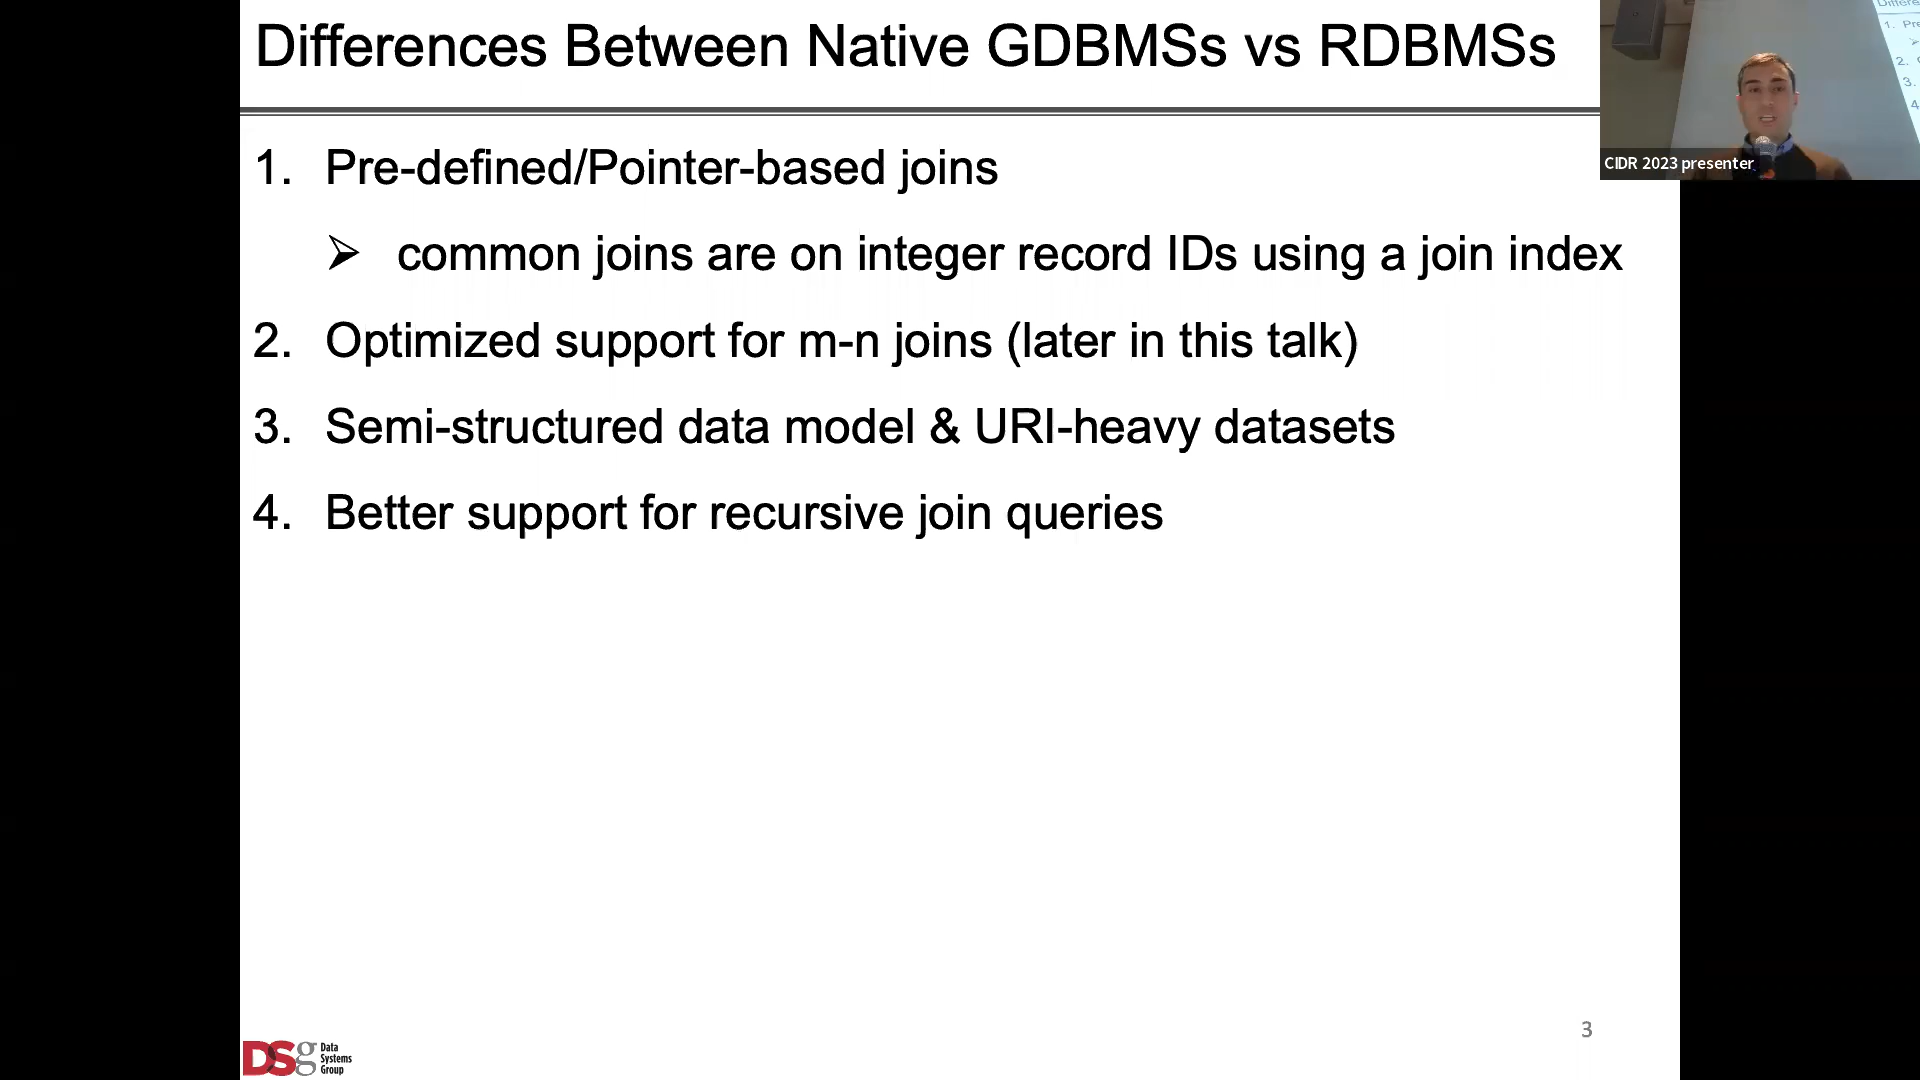 Differences Between Native GDBMSs vs RDBMSs
1. Pre-defined/Pointer-based joins
➢ common joins are on integer record IDs using a join index
2. Optimized support for m-n joins (later in this talk)
3. Semi-structured data model & URI-heavy datasets
4. Better support for recursive join queries
CIDR 2023 presenter
3
DSg Data
Systems
Group